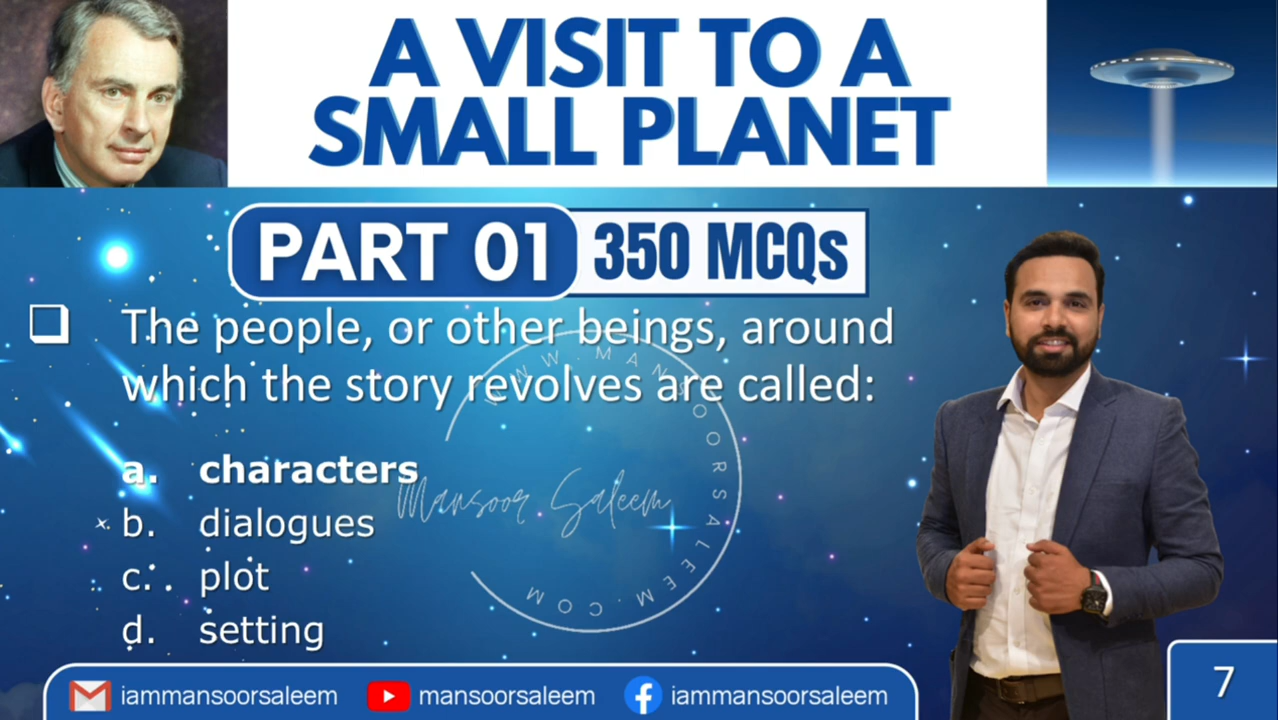 A VISIT TO A
SMALL PLANET
PART 01 350 MCQs
The people, or other beings, around
which the story revolves are called:
a. characters
b. dialogues
c. plot
d. setting
WWW.MANSOORSALEEM.COM
Mansoor Saleem
iammansoorsaleem mansoorsaleem iammansoorsaleem
7